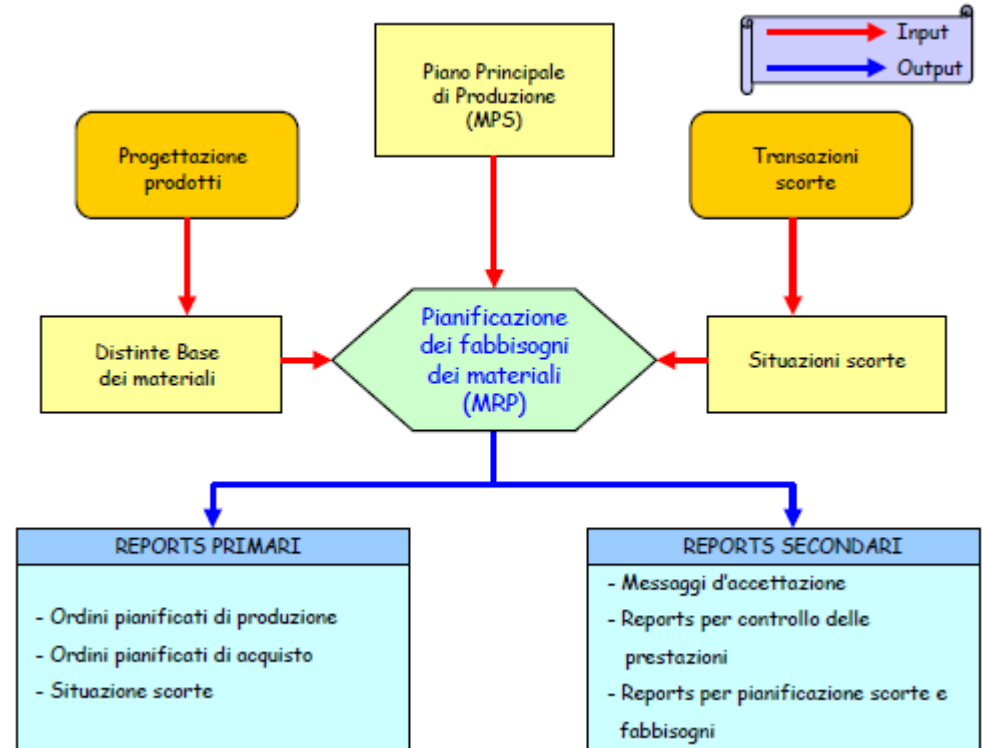 Input
Output
Piano Principale
di Produzione
(MPS)
Progettazione
prodotti
Transazioni
scorte
Distinte Base
dei materiali
Pianificazione
dei fabbisogni
dei materiali
(MRP)
Situazioni scorte
REPORTS PRIMARI
- Ordini pianificati di produzione
- Ordini pianificati di acquisto
- Situazione scorte
REPORTS SECONDARI
- Messaggi d'accettazione
- Reports per controllo delle
prestazioni
- Reports per pianificazione scorte e
fabbisogni